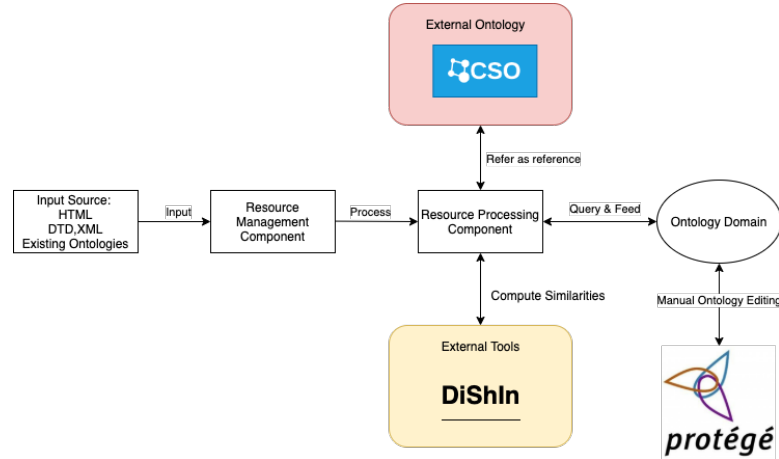 External Ontology
CSO
Refer as reference
Input Source:
HTML
DTD,XML
Existing Ontologies
Input
Resource
Management
Component
Process
Resource Processing
Component
Query & Feed
Ontology Domain
Compute Similarities
Manual Ontology Editing
External Tools
DiShIn
protégé